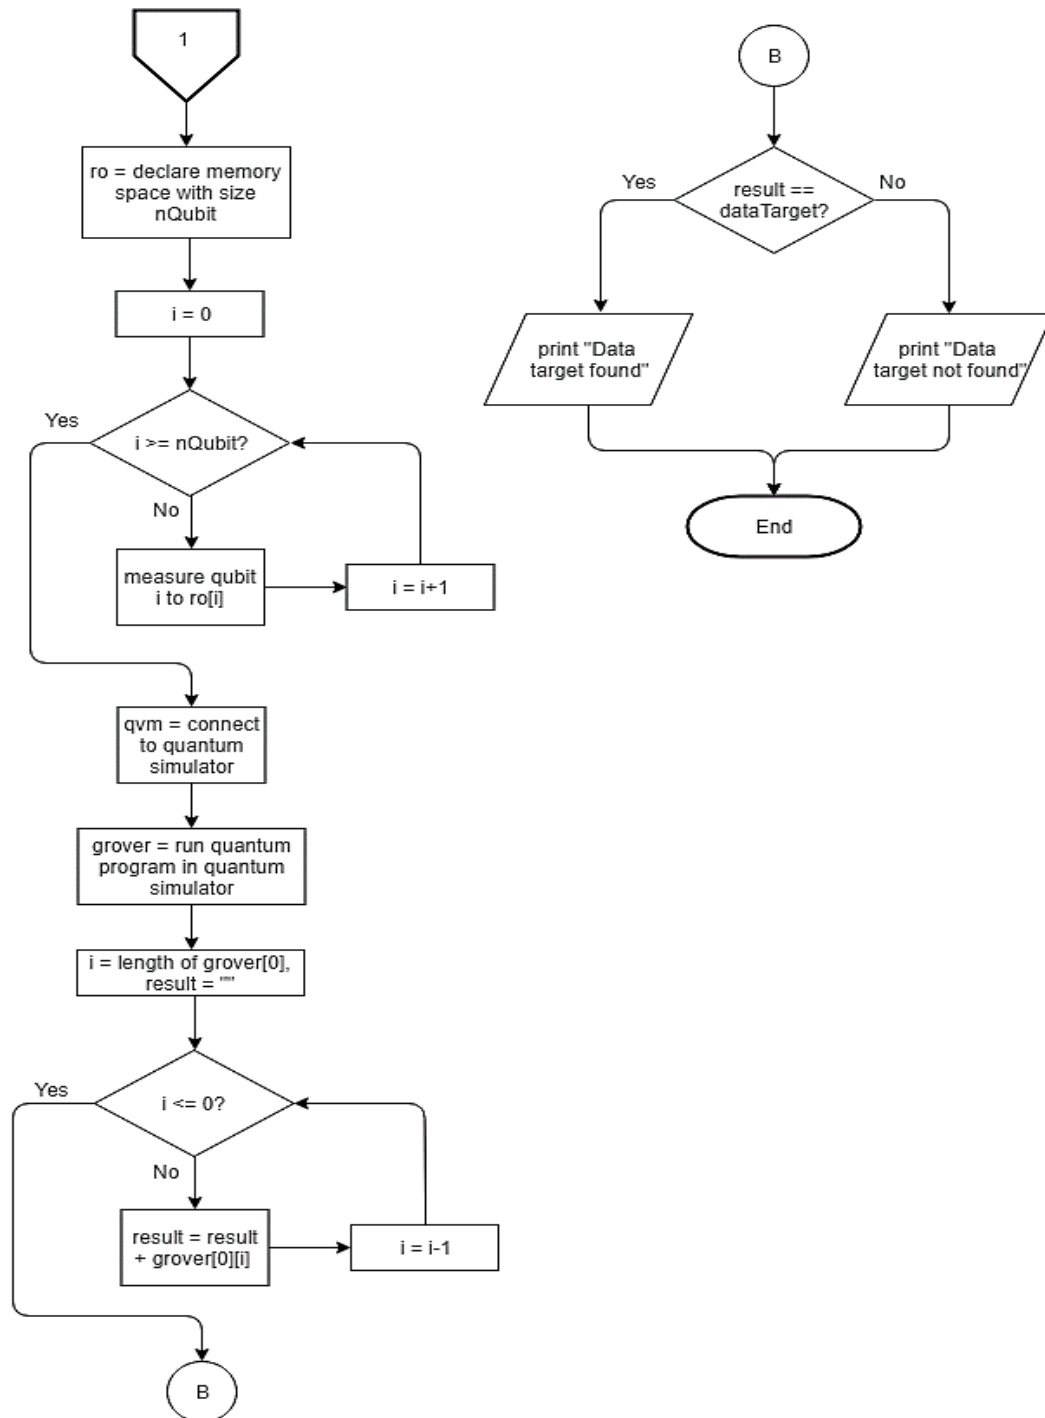 1
ro = declare memory
space with size
nQubit
i = 0
Yes
i >= nQubit?
No
measure qubit
i to ro[i]
i = i+1
qvm = connect
to quantum
simulator
grover = run quantum
program in quantum
simulator
i = length of grover[0],
result = ""
Yes
i <= 0?
No
result = result
+ grover[0][i]
i = i-1
B
B
Yes
result ==
dataTarget?
No
print "Data
target found"
print "Data
target not found"
End